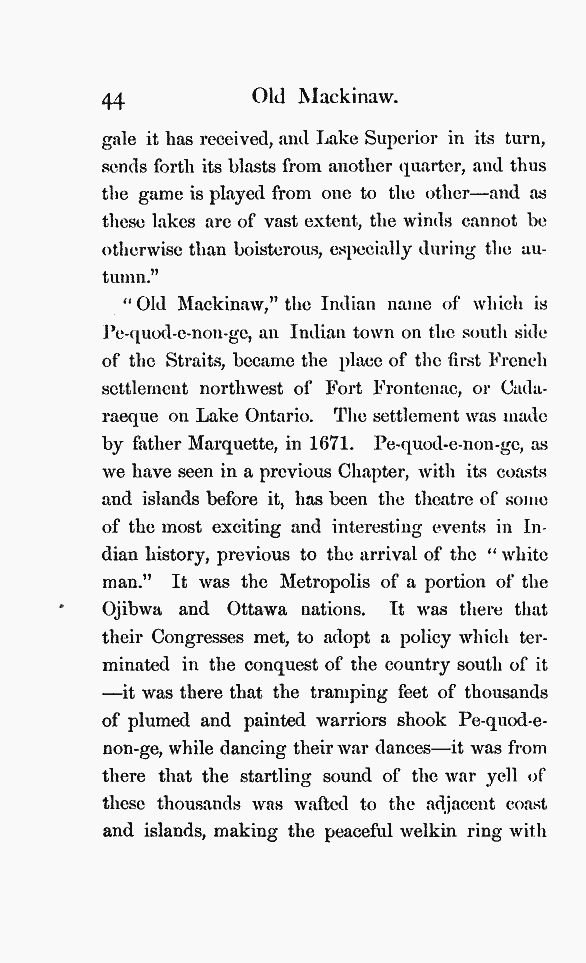 44 Old Mackinaw.
gale it has received, and Lake Superior in its turn,
sends forth its blasts from another quarter, and thus
the game is played from one to the other—and as
these lakes are of vast extent, the winds cannot be
otherwise than boisterous, especially during the au-
tumn."
"Old Mackinaw," the Indian name of which is
Pe-quod-e-non-ge, an Indian town on the south side
of the Straits, became the place of the first French
settlement northwest of Fort Frontenac, or Cada-
racque on Lake Ontario. The settlement was made
by father Marquette, in 1671. Pe-quod-e-non-ge, as
we have seen in a previous Chapter, with its coasts
and islands before it, has been the theatre of some
of the most exciting and interesting events in In-
dian history, previous to the arrival of the "white
man." It was the Metropolis of a portion of the
Ojibwa and Ottawa nations. It was there that
their Congresses met, to adopt a policy which ter-
minated in the conquest of the country south of it
—it was there that the tramping feet of thousands
of plumed and painted warriors shook Pe-quod-e-
non-ge, while dancing their war dances—it was from
there that the startling sound of the war yell of
these thousands was wafted to the adjacent coast
and islands, making the peaceful welkin ring with